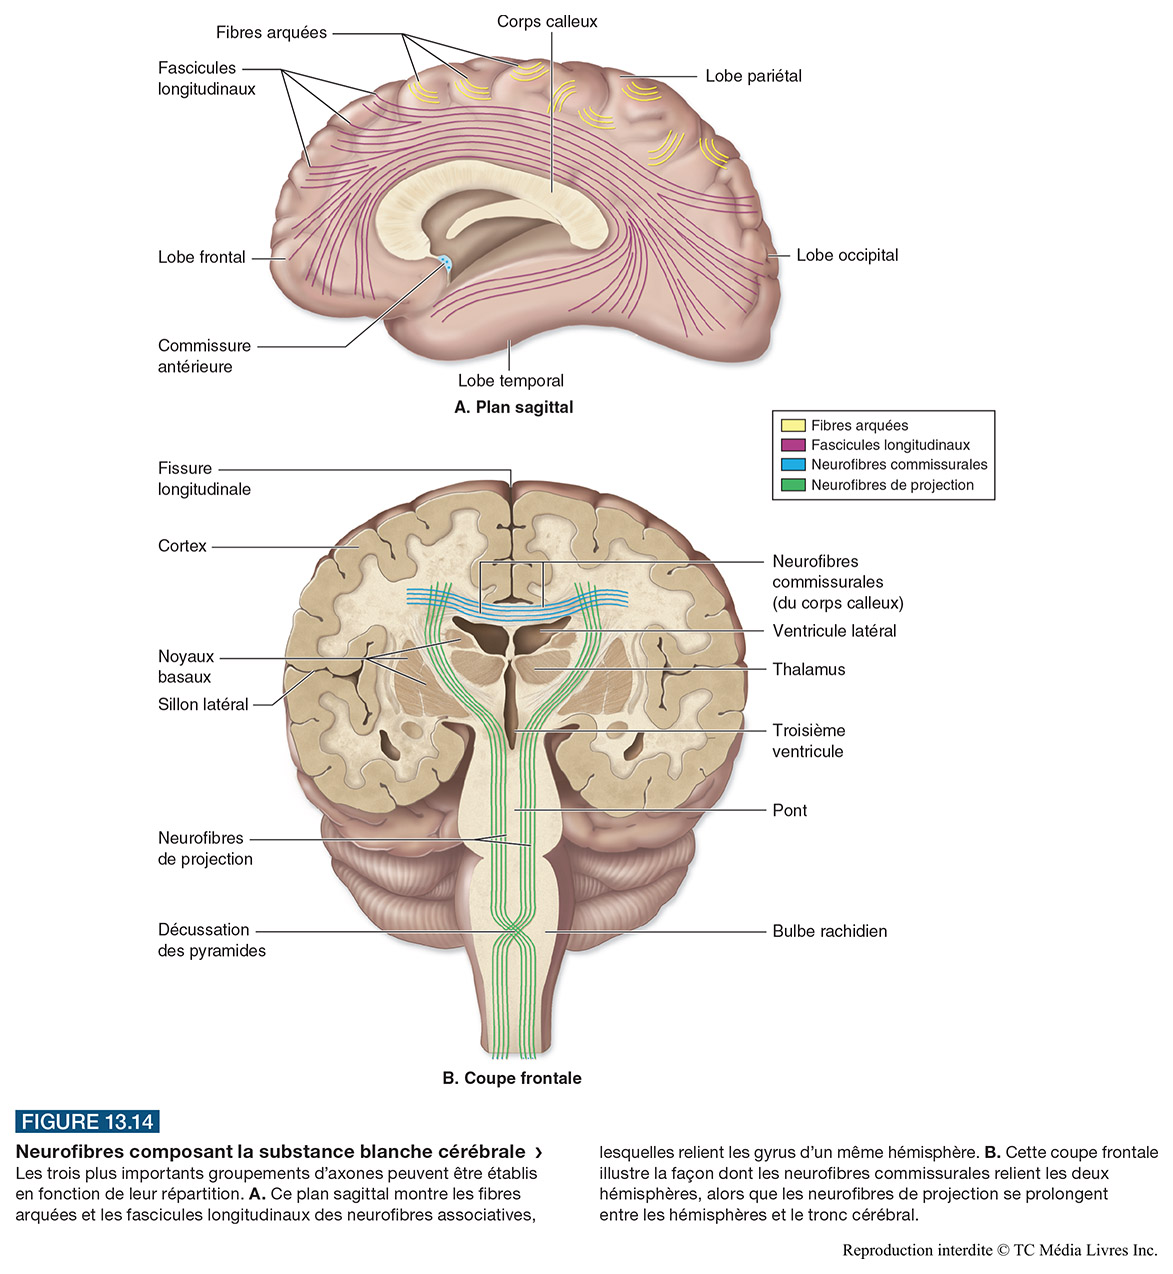 Corps calleux
Fibres arquées
Fascicules
longitudinaux
Lobe pariétal
Lobe frontal
Lobe occipital
Commissure
antérieure
Lobe temporal
A. Plan sagittal
Fibres arquées
Fascicules longitudinaux
Neurofibres commissurales
Neurofibres de projection
Fissure
longitudinale
Cortex
Neurofibres
commissurales
(du corps calleux)
Ventricule latéral
Noyaux
basaux
Thalamus
Sillon latéral
Troisième
ventricule
Pont
Neurofibres
de projection
Décussation
des pyramides
Bulbe rachidien
B. Coupe frontale
FIGURE 13.14
Neurofibres composant la substance blanche cérébrale ›
Les trois plus importants groupements d’axones peuvent être établis
en fonction de leur répartition. A. Ce plan sagittal montre les fibres
arquées et les fascicules longitudinaux des neurofibres associatives,
lesquelles relient les gyrus d’un même hémisphère. B. Cette coupe frontale
illustre la façon dont les neurofibres commissurales relient les deux
hémisphères, alors que les neurofibres de projection se prolongent
entre les hémisphères et le tronc cérébral.
Reproduction interdite © TC Média Livres Inc.